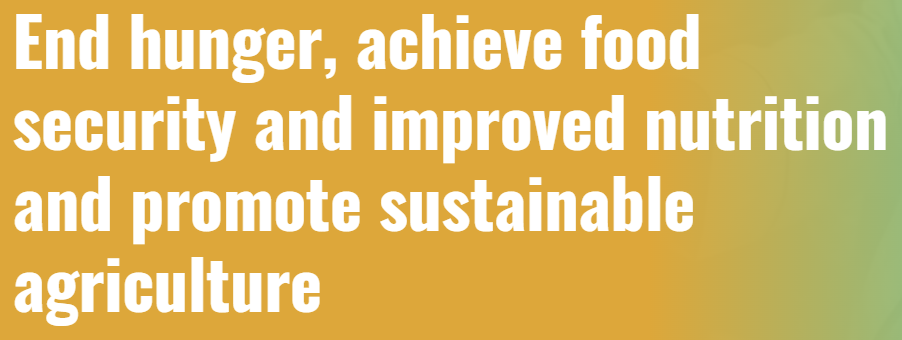 End hunger, achieve food
security and improved nutrition
and promote sustainable
agriculture